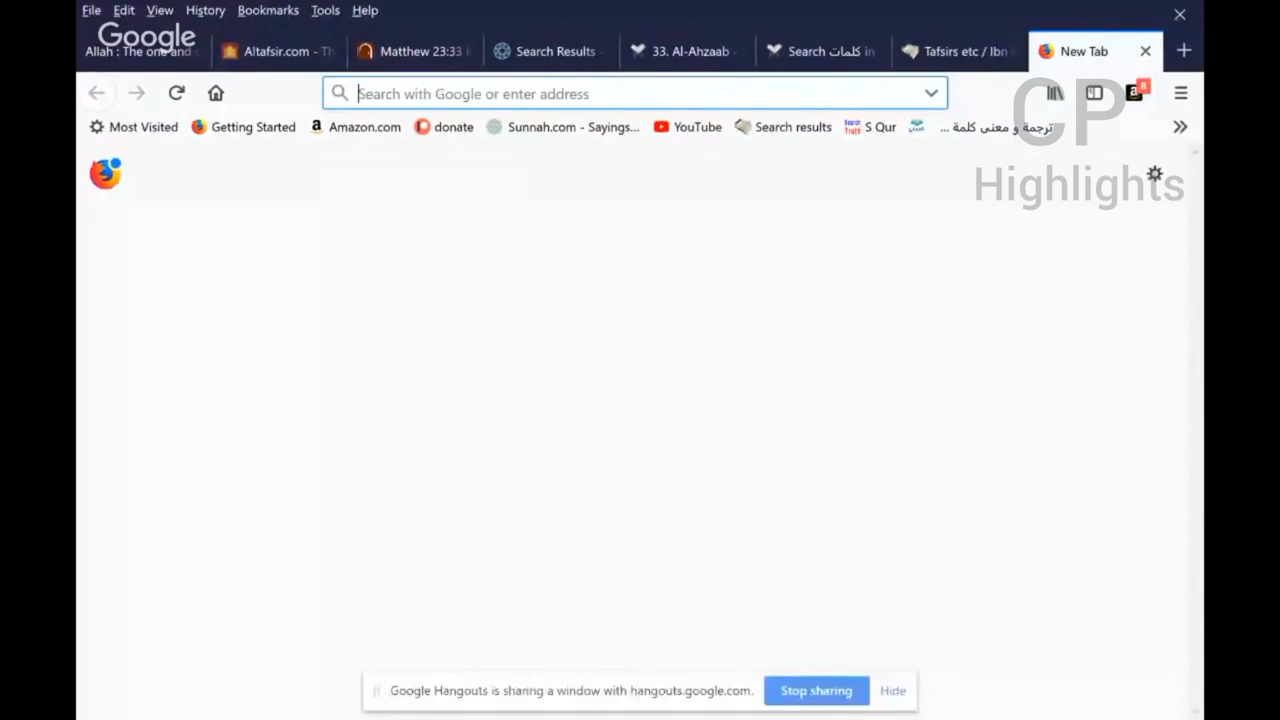 File Edit View History Bookmarks Tools Help
Google
Allah : The one and
Altafsir.com - Th
Matthew 23:33
Search Results -
33. Al-Ahzaab -
Search كلمات in
Tafsirs etc / Ibn
New Tab
Search with Google or enter address
a 8
CP
Highlights
Most Visited Getting Started Amazon.com donate Sunnah.com - Sayings... YouTube Search results S Qur ترجمة و معنى كلمة ...
Google Hangouts is sharing a window with hangouts.google.com. Stop sharing Hide